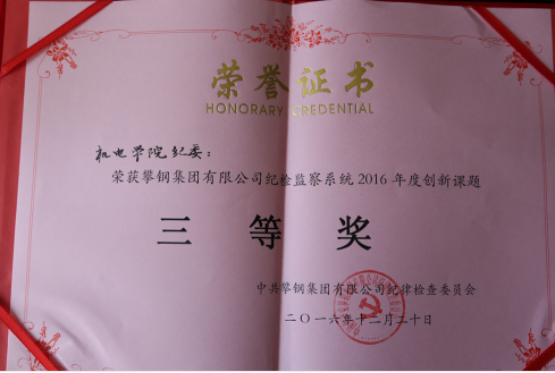 荣誉证书
HONORARY CREDENTIAL
机电学院纪委：
荣获攀钢集团有限公司纪检监察系统2016年度创新课题
三等奖
中共攀钢集团有限公司纪律检查委员会
二〇一六年十二月二十日